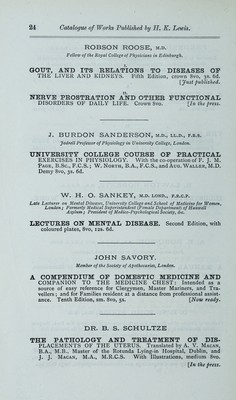 24 Catalogue of Works Published by H. K. Lewis.
ROBSON ROOSE, M.D.
Fellow of the Royal College of Physicians in Edinburgh.
I.
GOUT, AND ITS RELATIONS TO DISEASES OF
THE LIVER AND KIDNEYS. Fifth Edition, crown 8vo, 3s. 6d.
[Just published.
II.
NERVE PROSTRATION AND OTHER FUNCTIONAL
DISORDERS OF DAILY LIFE. Crown 8vo. [In the press.
J. BURDON SANDERSON, M.D., LL.D., F.R.S.
Jodrell Professor of Physiology in University College, London.
UNIVERSITY COLLEGE COURSE OF PRACTICAL
EXERCISES IN PHYSIOLOGY. With the co-operation of F. J. M.
PAGE, B.Sc., F.C.S.; W. NORTH, B.A., F.C.S., and AUG. WALLER, M.D.
Demy 8vo, 3s. 6d.
W. H. O. SANKEY, M.D. LOND., F.R.C.P.
Late Lecturer on Mental Diseases, University College and School of Medicine for Women,
London; Formerly Medical Superintendent (Female Department) of Hanwell
Asylum; President of Medico-Psychological Society, &c.
LECTURES ON MENTAL DISEASE. Second Edition, with
coloured plates, 8vo, 12s. 6d.
JOHN SAVORY.
Member of the Society of Apothecaries, London.
A COMPENDIUM OF DOMESTIC MEDICINE AND
COMPANION TO THE MEDICINE CHEST: Intended as a
source of easy reference for Clergymen, Master Mariners, and Tra-
vellers; and for Families resident at a distance from professional assist-
ance. Tenth Edition, sm. 8vo, 5s. [Now ready.
DR. B. S. SCHULTZE
THE PATHOLOGY AND TREATMENT OF DIS-
PLACEMENTS OF THE UTERUS. Translated by A. V. MACAN,
B.A., M.B., Master of the Rotunda Lying-in Hospital, Dublin, and
J. J. MACAN, M.A., M.R.C.S. With Illustrations, medium 8vo.
[In the press.